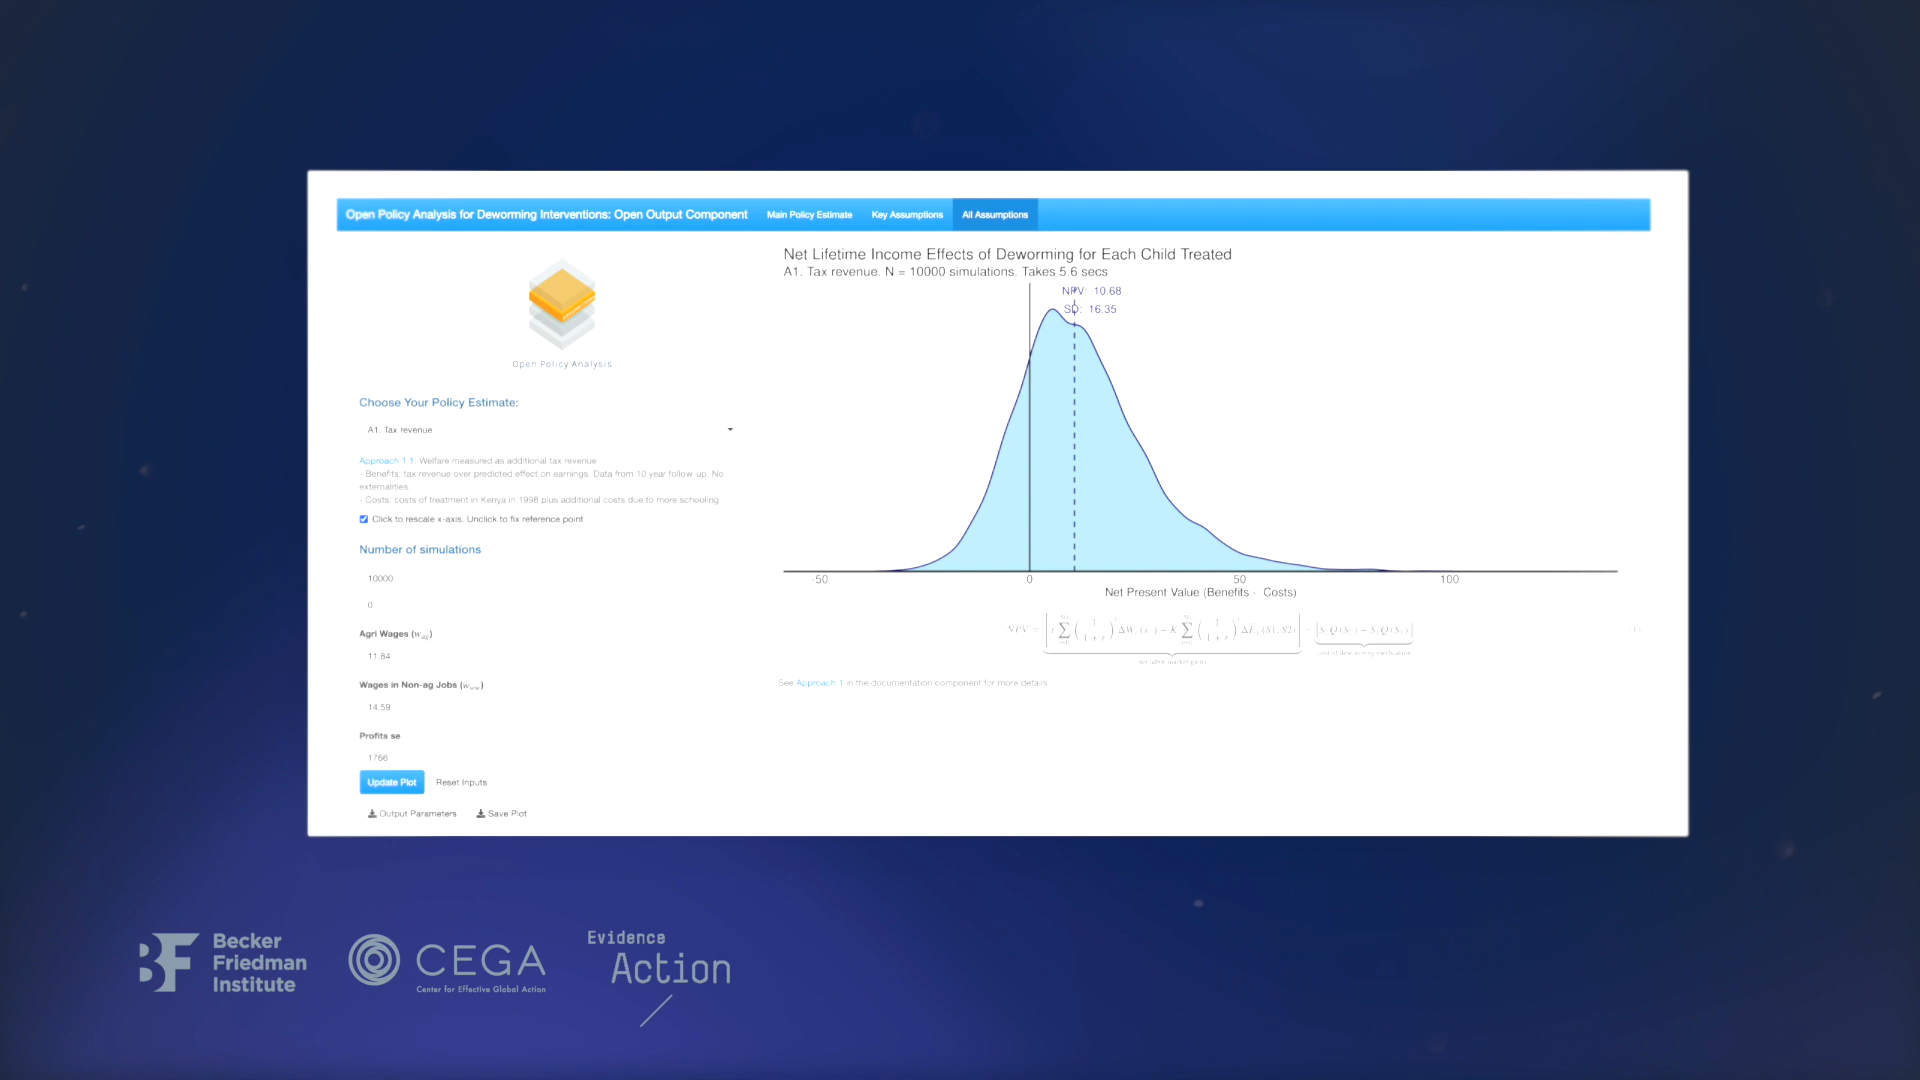 Open Policy Analysis for Deworming Interventions: Open Output Component Main Policy Estimate Key Assumptions All Assumptions
Open Policy Analysis
Choose Your Policy Estimate:
A1. Tax revenue
Approach 1.1. Welfare measured as additional tax revenue.
- Benefits: tax revenue over predicted effect on earnings. Data from 10 year follow-up. No
externalities.
- Costs: costs of treatment in Kenya in 1998 plus additional costs due to more schooling
Click to rescale x-axis. Unclick to fix reference point
Number of simulations
10000
0
Agri Wages (w_ag)
11.84
Wages in Non-ag Jobs (w_ww)
14.59
Profits se
1766
Update Plot Reset Inputs
Output Parameters Save Plot
Net Lifetime Income Effects of Deworming for Each Child Treated
A1. Tax revenue. N = 10000 simulations. Takes 5.6 secs
NPV: 10.68
SD: 16.35
-50 0 50 100
Net Present Value (Benefits - Costs)
See Approach 1 in the documentation component for more details
Becker
Friedman
Institute
CEGA
Center for Effective Global Action
Evidence
Action